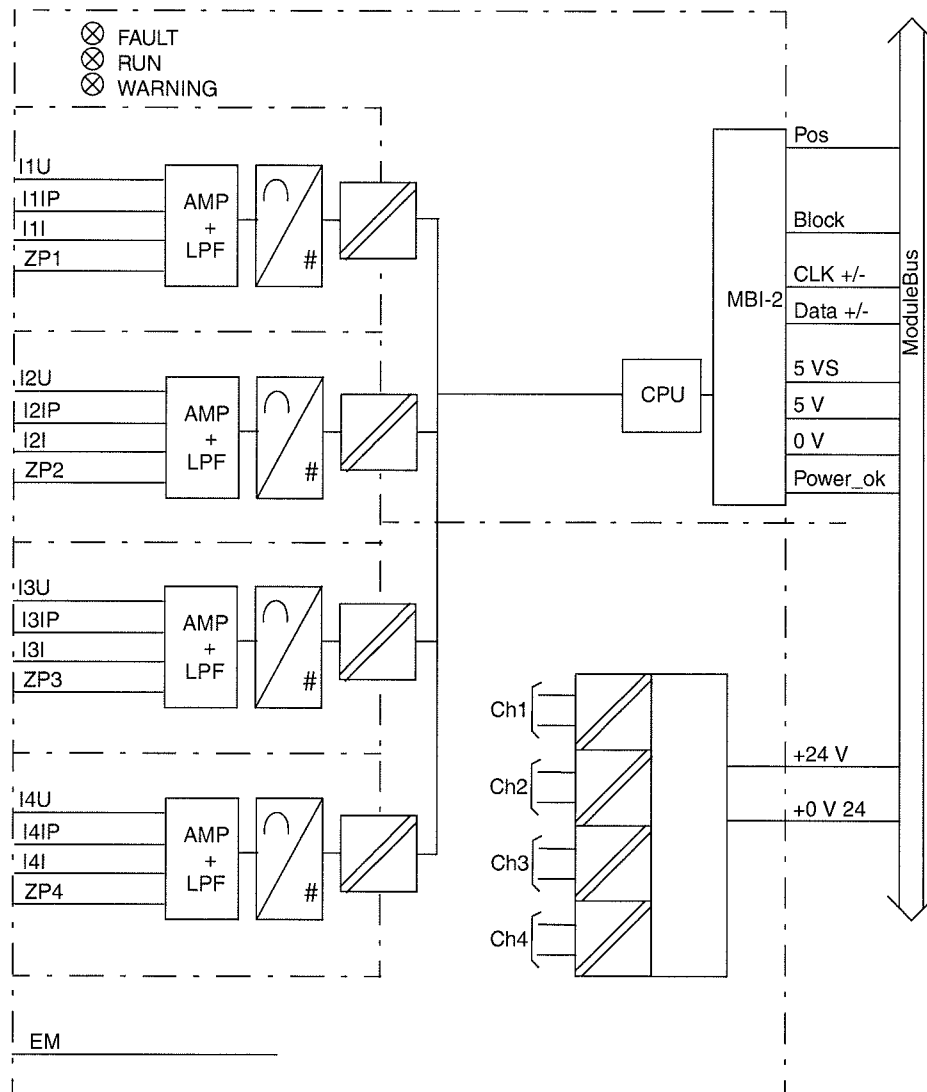 FAULT
RUN
WARNING
I1U
I1IP
I1I
ZP1
AMP
+
LPF
#
I2U
I2IP
I2I
ZP2
AMP
+
LPF
#
I3U
I3IP
I3I
ZP3
AMP
+
LPF
#
I4U
I4IP
I4I
ZP4
AMP
+
LPF
#
EM
CPU
MBI-2
Pos
Block
CLK +/-
Data +/-
5 VS
5 V
0 V
Power_ok
ModuleBus
Ch1
Ch2
Ch3
Ch4
+24 V
+0 V 24